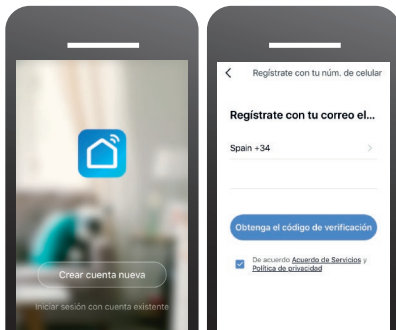 Crear cuenta nueva
Iniciar sesión con cuenta existente
Regístrate con tu núm. de celular
Regístrate con tu correo el...
Spain +34
Obtenga el código de verificación
De acuerdo Acuerdo de Servicios y
Política de privacidad